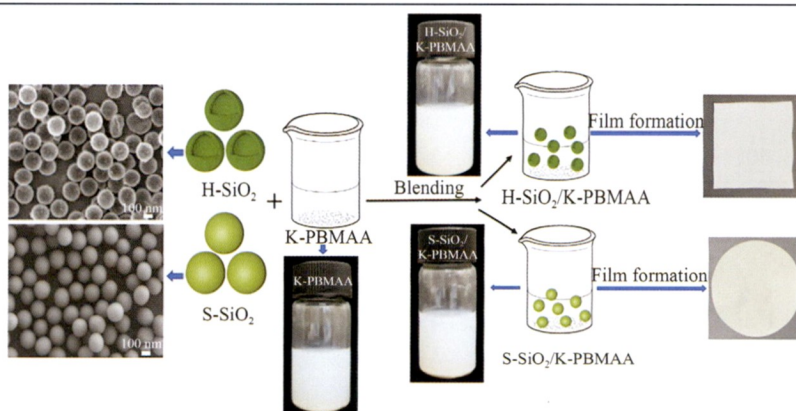 100 nm
H-SiO₂
+
100 nm
S-SiO₂
K-PBMAA
K-PBMAA
Blending
H-SiO₂/
K-PBMAA
H-SiO₂/K-PBMAA
Film formation
S-SiO₂/
K-PBMAA
S-SiO₂/K-PBMAA
Film formation